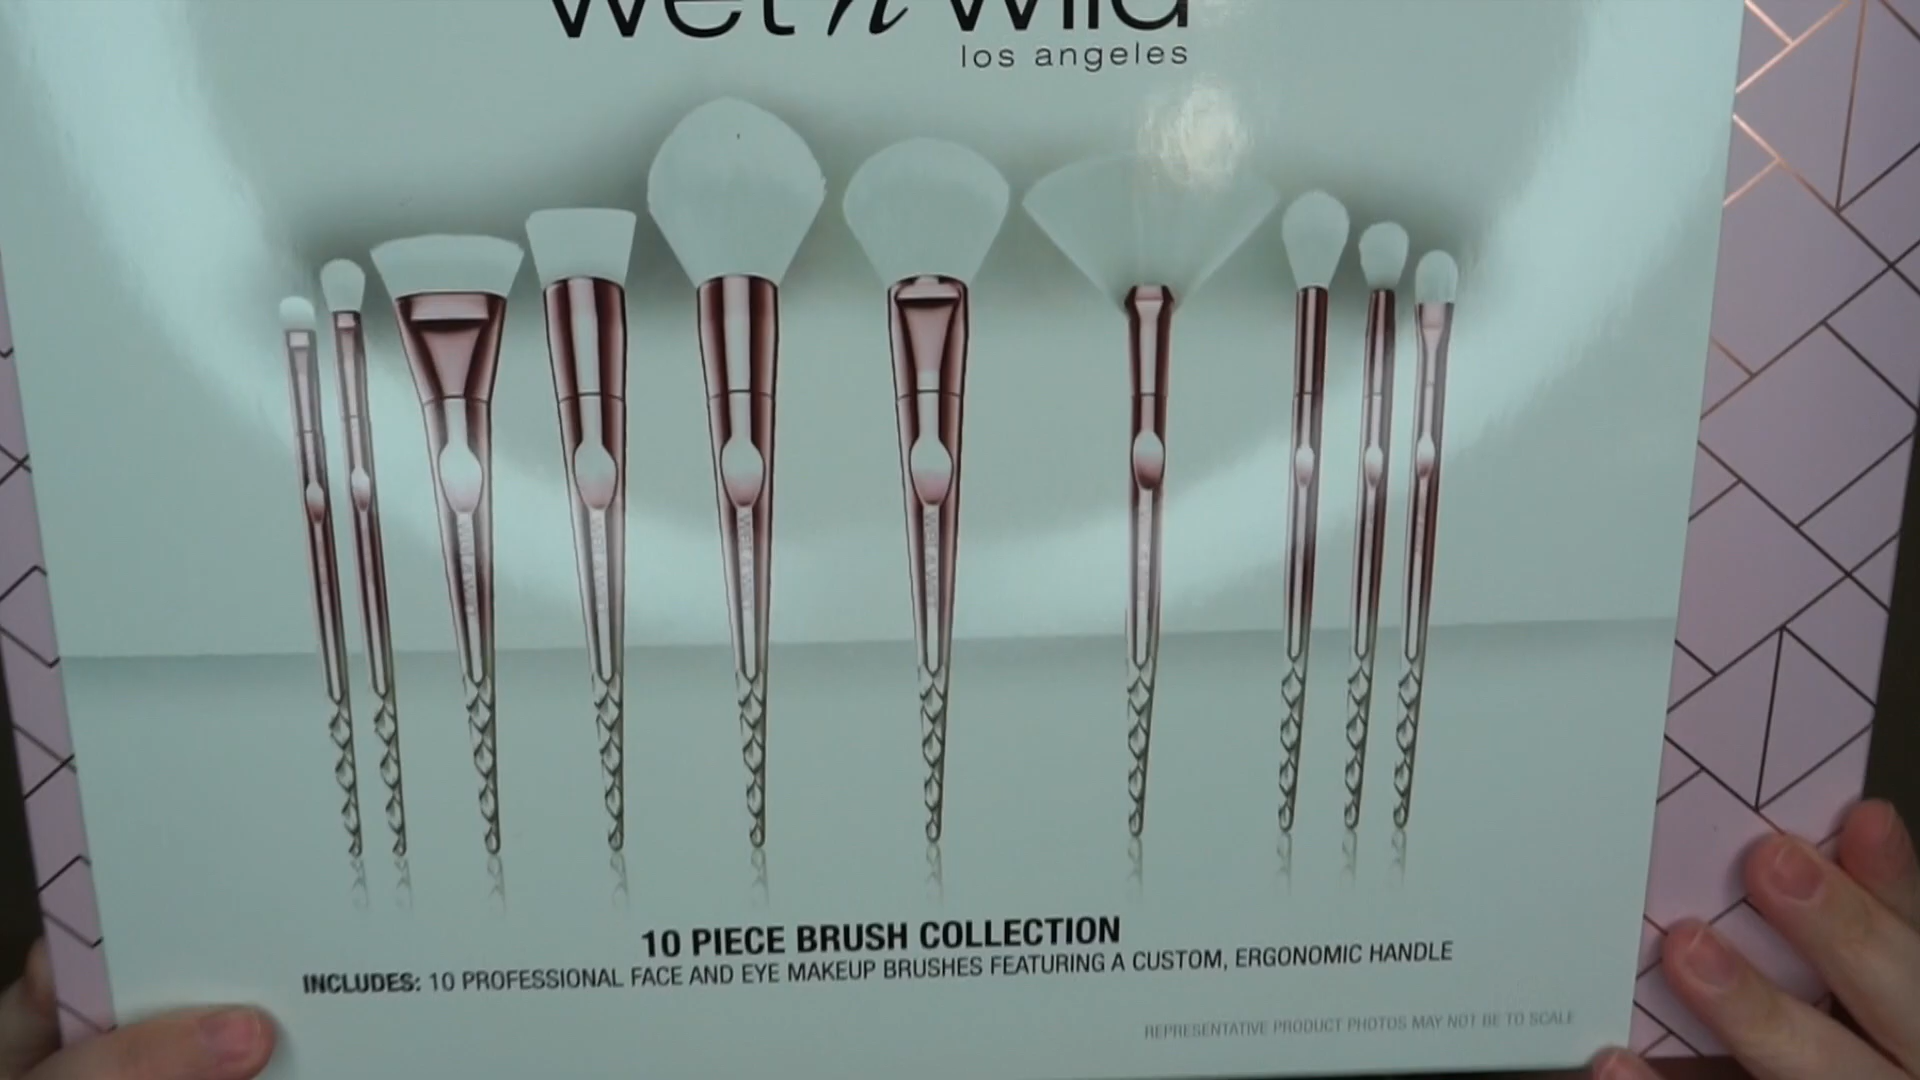 wet n wild
los angeles
10 PIECE BRUSH COLLECTION
INCLUDES: 10 PROFESSIONAL FACE AND EYE MAKEUP BRUSHES FEATURING A CUSTOM, ERGONOMIC HANDLE
REPRESENTATIVE PRODUCT PHOTOS MAY NOT BE TO SCALE